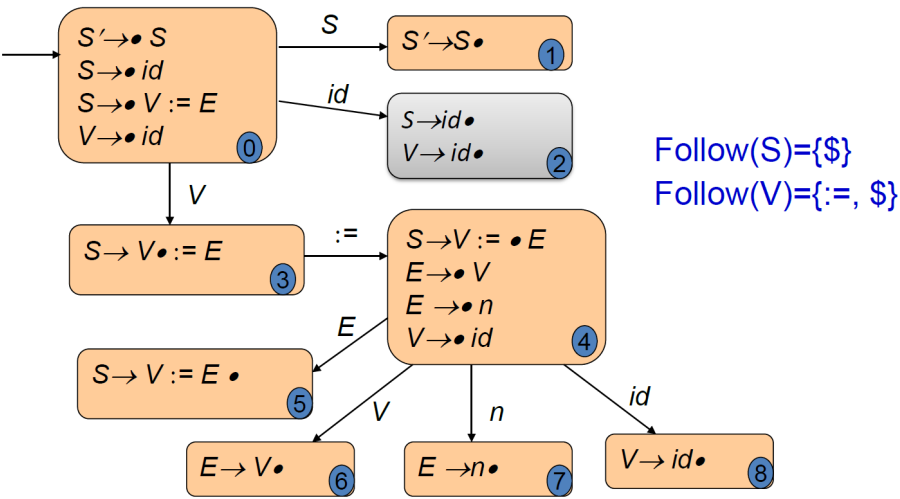 S′→• S
S→• id
S→• V := E
V→• id
0
S
S′→S•
1
id
S→id•
V→ id•
2
Follow(S)={$}
Follow(V)={:=, $}
V
S→ V• := E
3
:=
S→V := • E
E→• V
E →• n
V→• id
4
E
S→ V := E •
5
V
n
id
E→ V•
6
E →n•
7
V→ id•
8